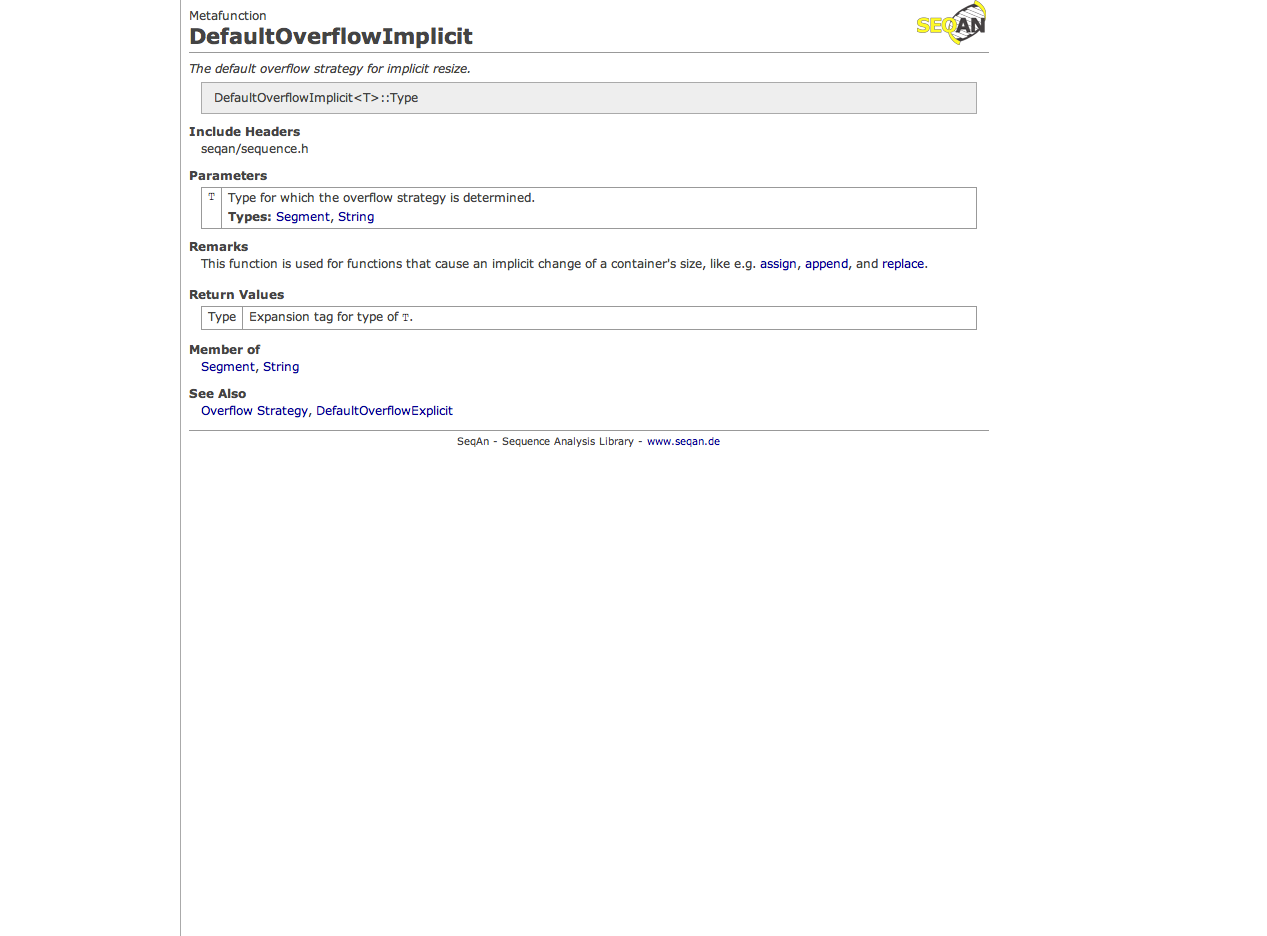 Metafunction
DefaultOverflowImplicit
SEQAN
The default overflow strategy for implicit resize.
DefaultOverflowImplicit<T>::Type
Include Headers
seqan/sequence.h
Parameters
T Type for which the overflow strategy is determined.
Types: Segment, String
Remarks
This function is used for functions that cause an implicit change of a container's size, like e.g. assign, append, and replace.
Return Values
Type Expansion tag for type of T.
Member of
Segment, String
See Also
Overflow Strategy, DefaultOverflowExplicit
SeqAn - Sequence Analysis Library - www.seqan.de